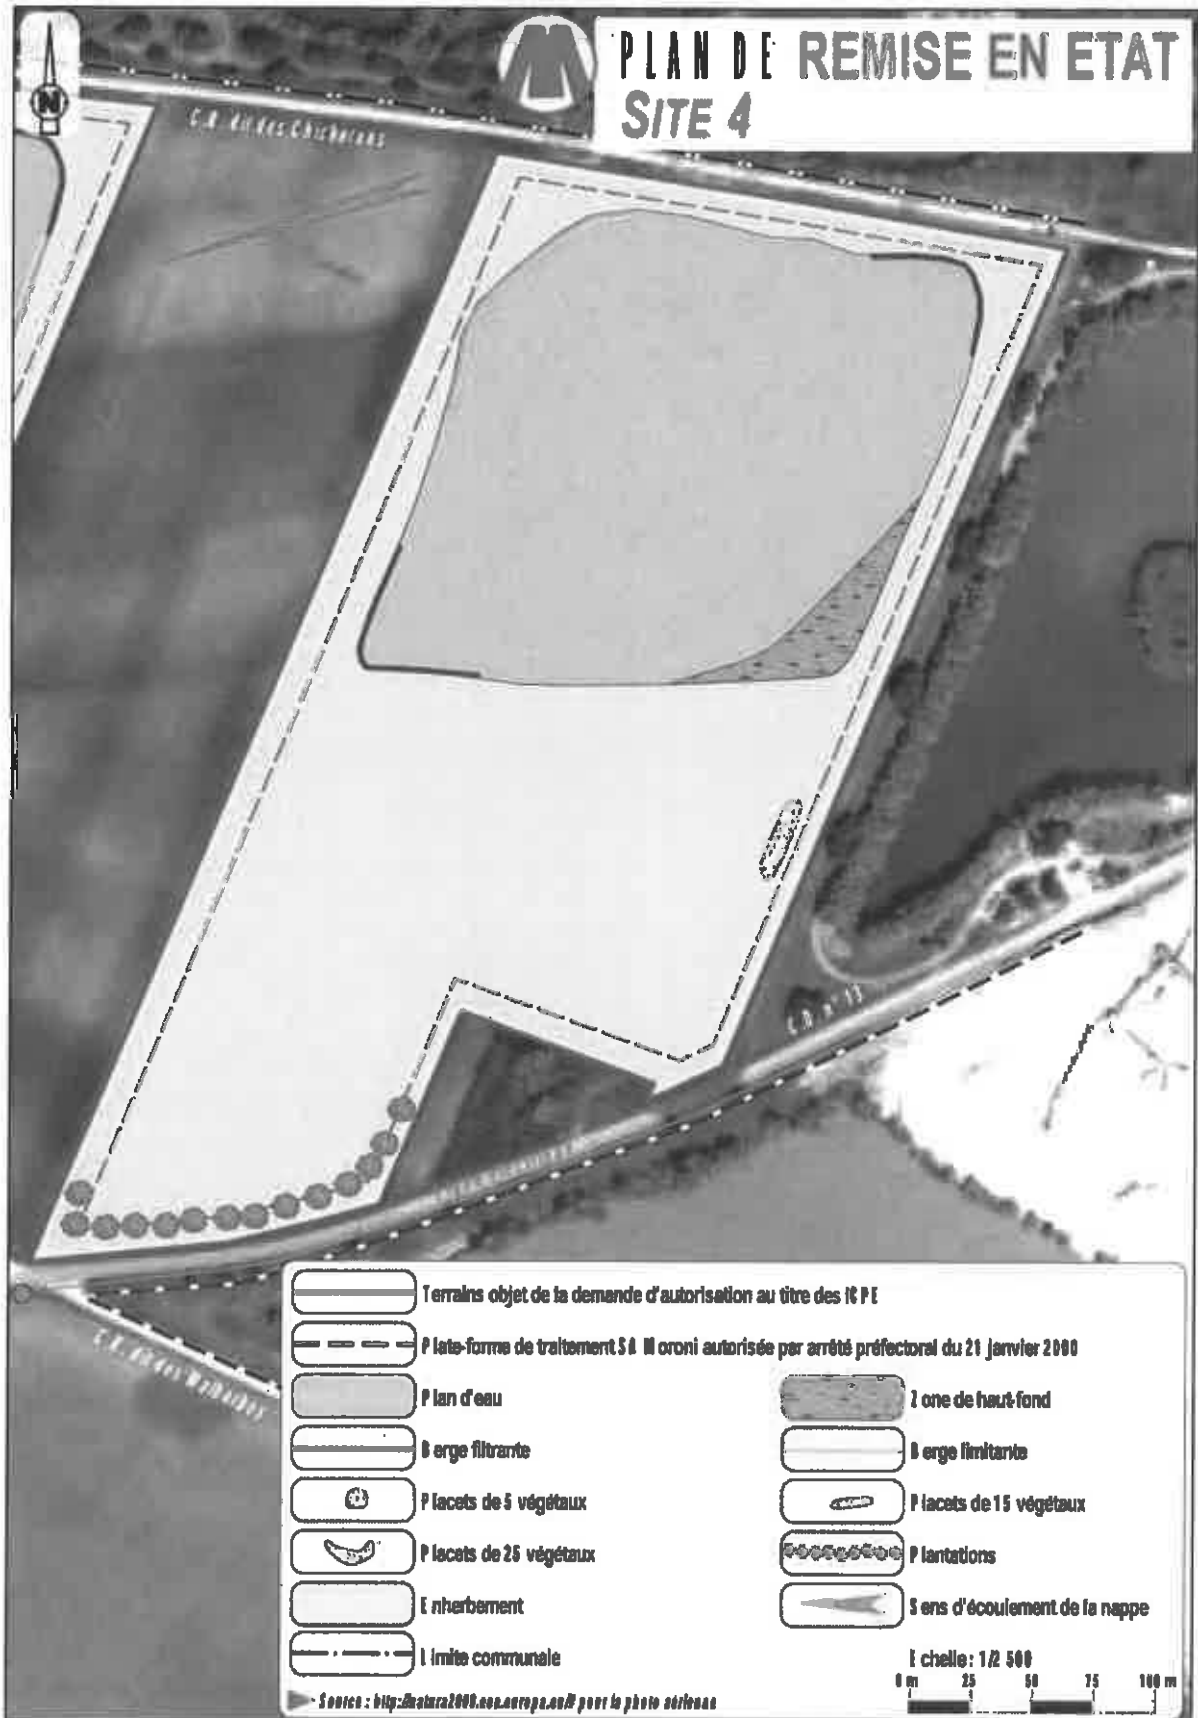 N
PLAN DE REMISE EN ETAT
SITE 4
C.R. dit des Chicherons
C.D. n° 13
Terrains objet de la demande d'autorisation au titre des ICPE
Plate-forme de traitement SA Moroni autorisée par arrêté préfectoral du 21 janvier 2000
Plan d'eau
Zone de haut-fond
Berge filtrante
Berge limitante
Placets de 5 végétaux
Placets de 15 végétaux
Placets de 25 végétaux
Plantations
Enherbement
Sens d'écoulement de la nappe
Limite communale
Echelle : 1/2 500
0 m 25 50 75 100 m
Source : http://natura2000.eea.europa.eu/# pour la photo aérienne
C.R. dit des